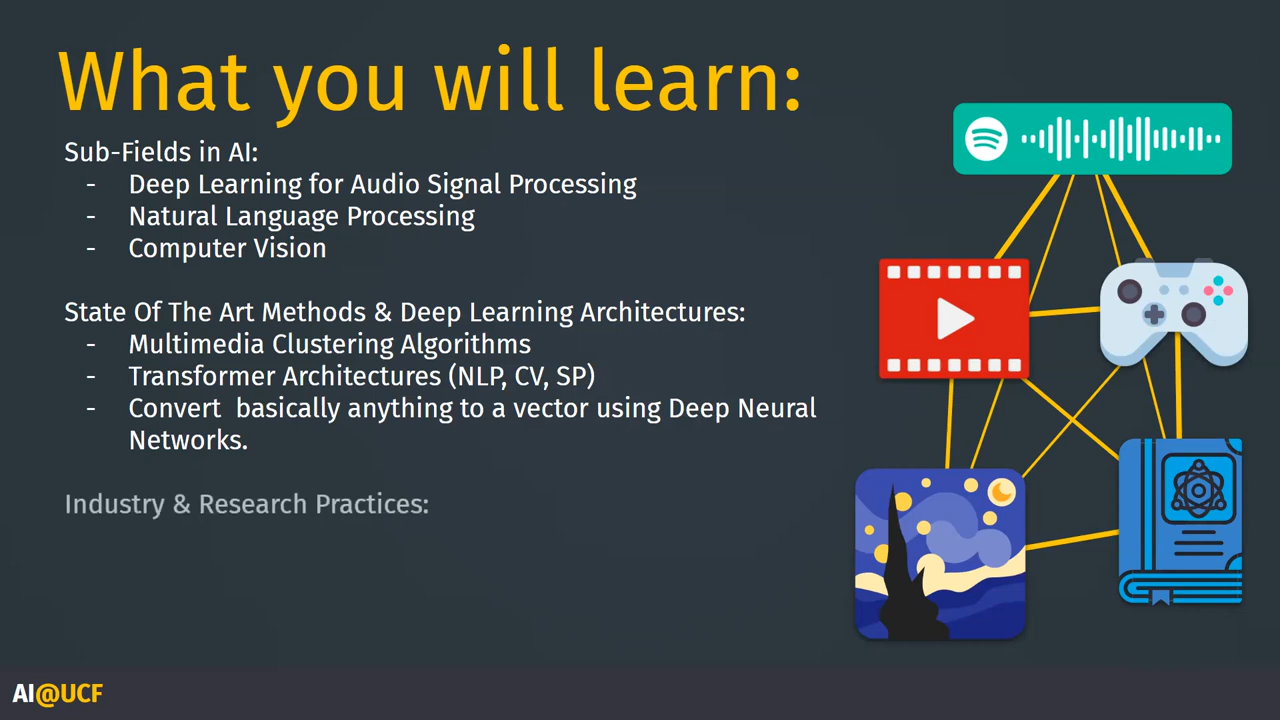 What you will learn:
Sub-Fields in AI:
- Deep Learning for Audio Signal Processing
- Natural Language Processing
- Computer Vision
State Of The Art Methods & Deep Learning Architectures:
- Multimedia Clustering Algorithms
- Transformer Architectures (NLP, CV, SP)
- Convert  basically anything to a vector using Deep Neural
Networks.
Industry & Research Practices:
AI@UCF